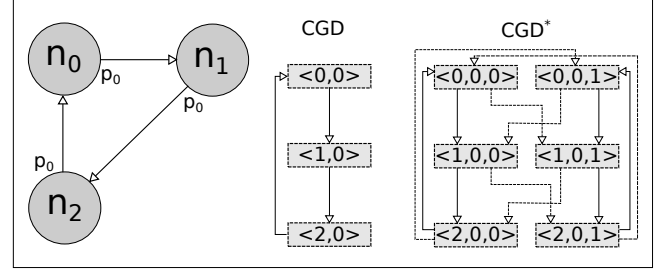 n₀
p₀
n₁
p₀
p₀
n₂
CGD
<0,0>
<1,0>
<2,0>
CGD*
<0,0,0> <0,0,1>
<1,0,0> <1,0,1>
<2,0,0> <2,0,1>